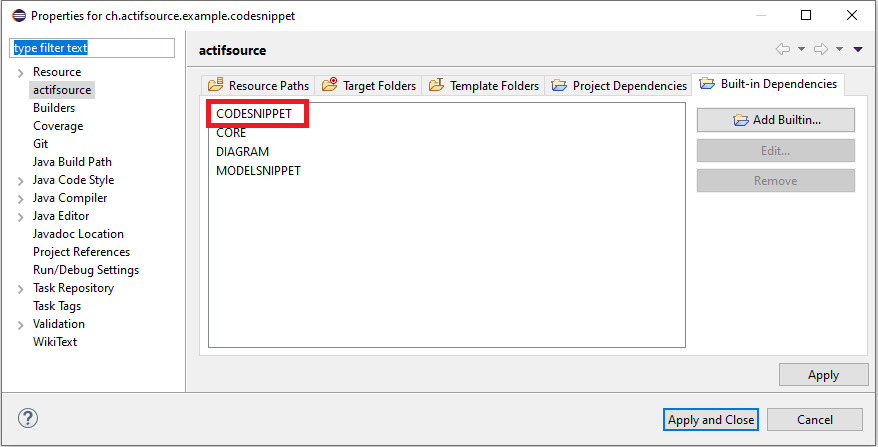 Properties for ch.actifsource.example.codesnippet
type filter text
Resource
actifsource
Builders
Coverage
Git
Java Build Path
Java Code Style
Java Compiler
Java Editor
Javadoc Location
Project References
Run/Debug Settings
Task Repository
Task Tags
Validation
WikiText
actifsource
Resource Paths Target Folders Template Folders Project Dependencies Built-in Dependencies
CODESNIPPET
CORE
DIAGRAM
MODELSNIPPET
Add Builtin...
Edit...
Remove
Apply
Apply and Close Cancel